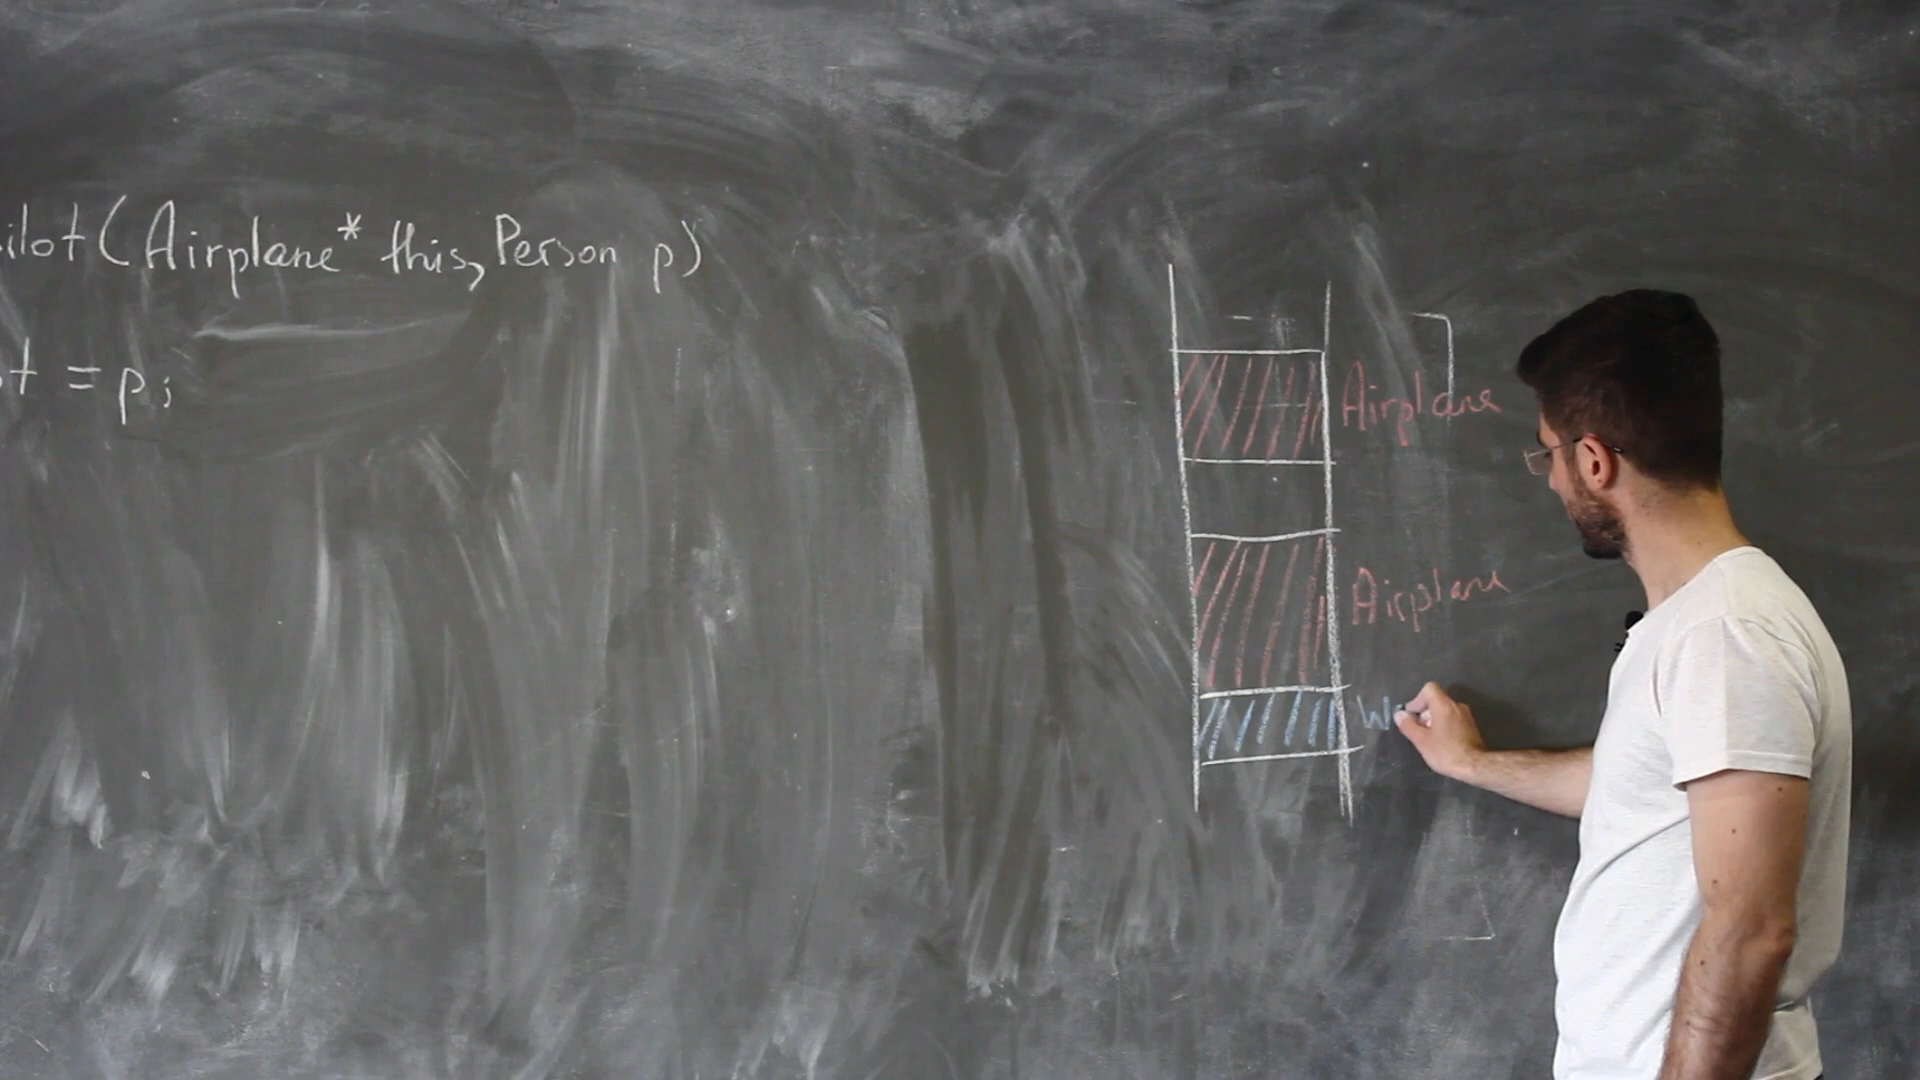 ilot(Airplane* this, Person p)
t = p;
Airplane
Airplane
W